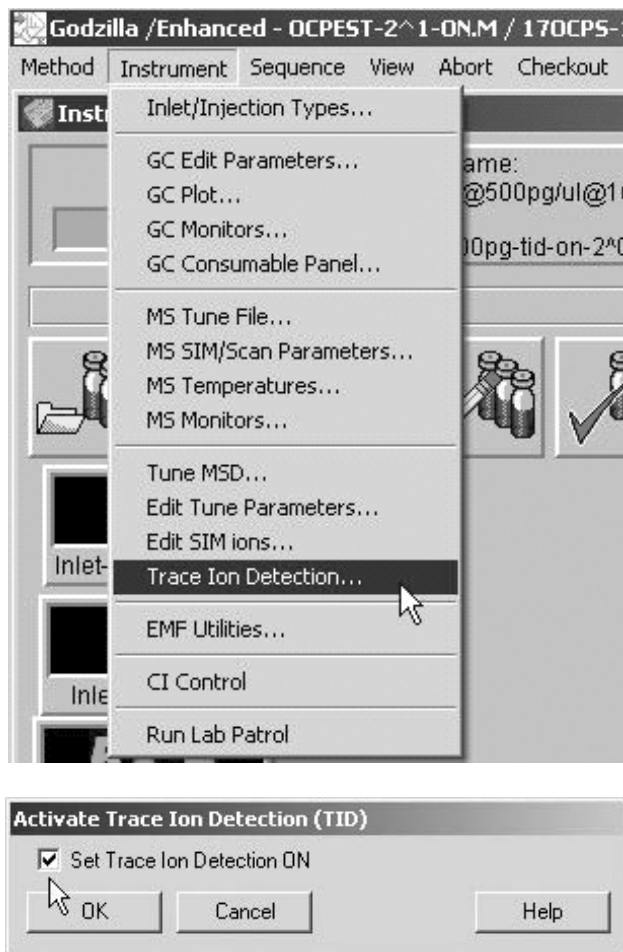 Godzilla /Enhanced - OCPEST-2^1-ON.M / 17OCPS-
Method Instrument Sequence View Abort Checkout
Instr
Inlet/Injection Types...
GC Edit Parameters...
ame:
GC Plot...
@500pg/ul@1
GC Monitors...
00pg-tid-on-2^0
GC Consumable Panel...
MS Tune File...
MS SIM/Scan Parameters...
MS Temperatures...
MS Monitors...
Tune MSD...
Edit Tune Parameters...
Edit SIM ions...
Inlet-
Trace Ion Detection...
EMF Utilities...
CI Control
Inle
Run Lab Patrol
Activate Trace Ion Detection (TID)
Set Trace Ion Detection ON
OK Cancel Help